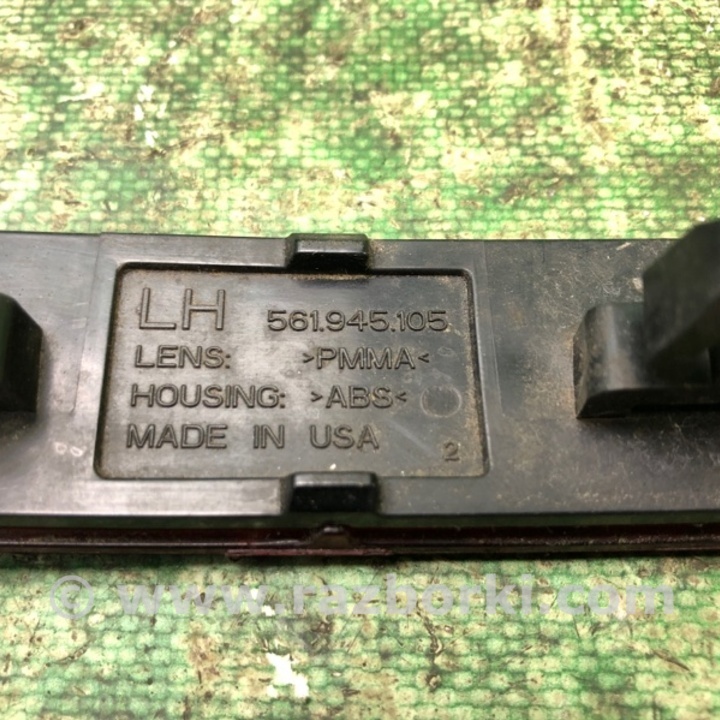 LH 561.945.105
LENS: >PMMA<
HOUSING: >ABS<
MADE IN USA 2
© www.razborki.com